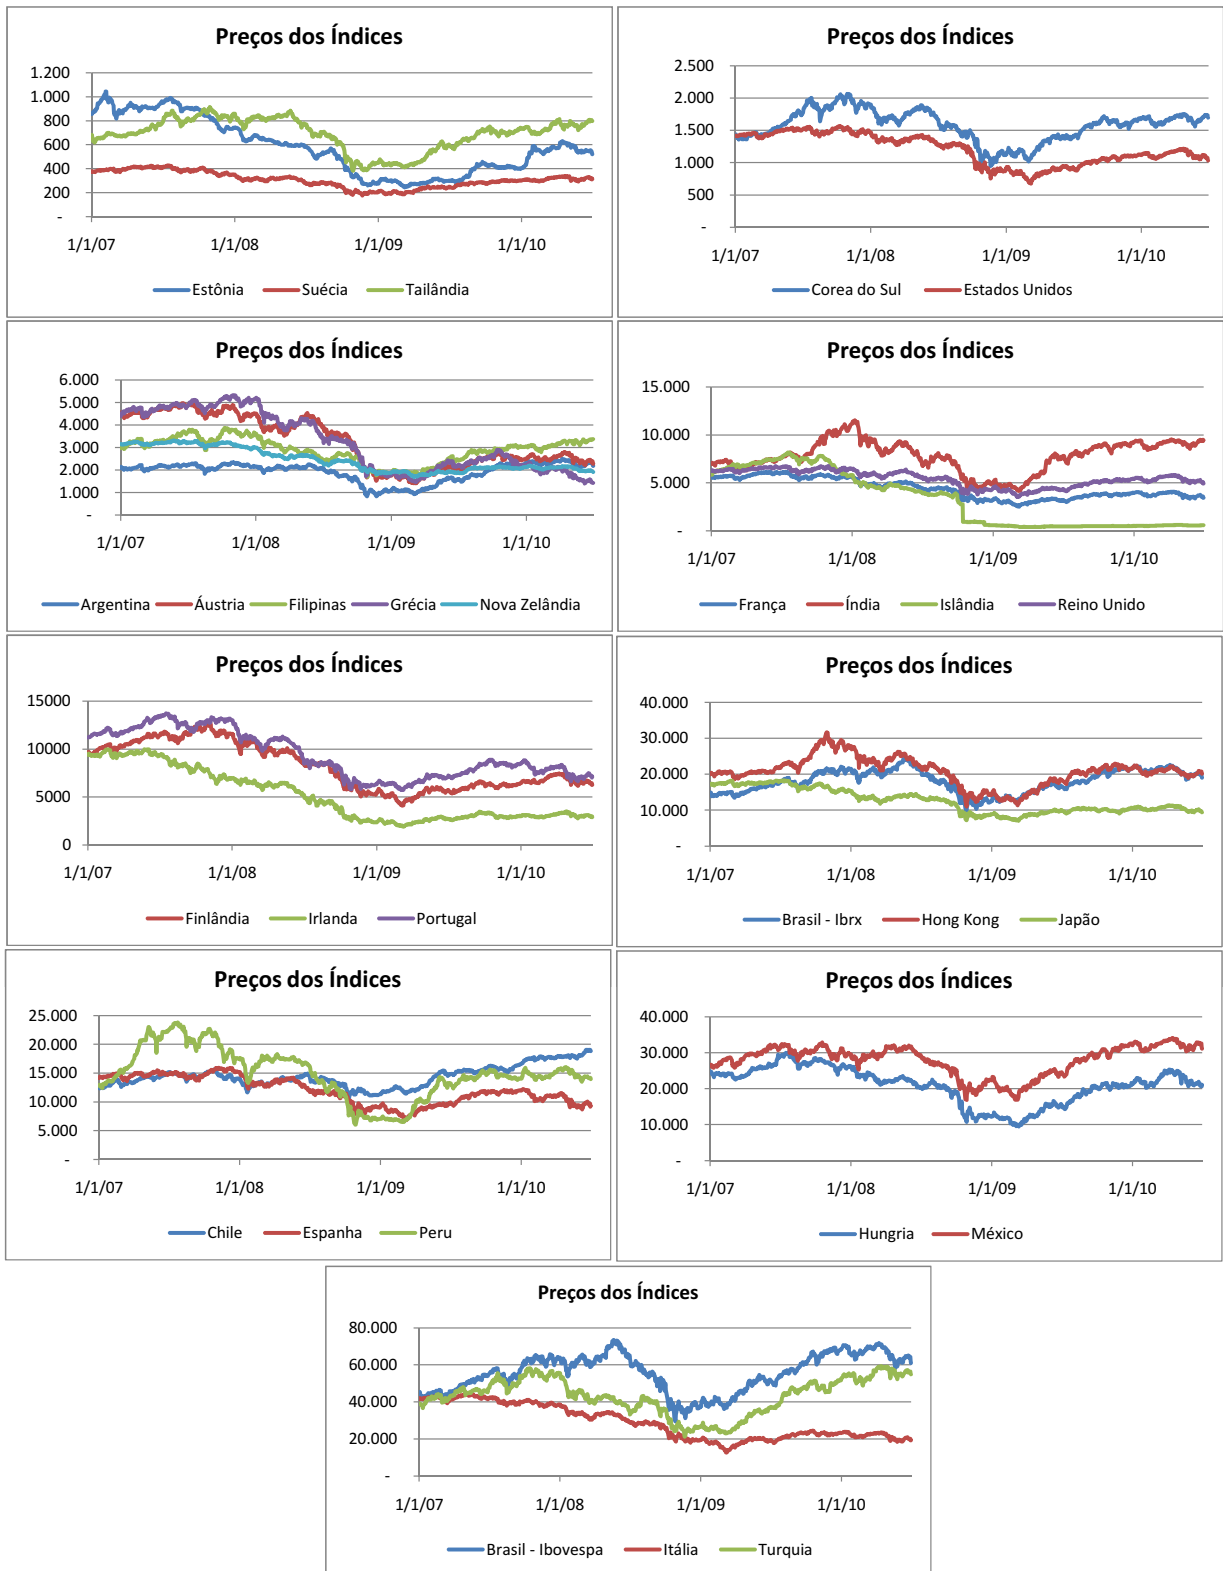 Preços dos Índices
1.200
1.000
800
600
400
200
-
1/1/07 1/1/08 1/1/09 1/1/10
Estônia Suécia Tailândia
Preços dos Índices
2.500
2.000
1.500
1.000
500
-
1/1/07 1/1/08 1/1/09 1/1/10
Corea do Sul Estados Unidos
Preços dos Índices
6.000
5.000
4.000
3.000
2.000
1.000
-
1/1/07 1/1/08 1/1/09 1/1/10
Argentina Áustria Filipinas Grécia Nova Zelândia
Preços dos Índices
15.000
10.000
5.000
-
1/1/07 1/1/08 1/1/09 1/1/10
França Índia Islândia Reino Unido
Preços dos Índices
15000
10000
5000
0
1/1/07 1/1/08 1/1/09 1/1/10
Finlândia Irlanda Portugal
Preços dos Índices
40.000
30.000
20.000
10.000
-
1/1/07 1/1/08 1/1/09 1/1/10
Brasil - Ibrx Hong Kong Japão
Preços dos Índices
25.000
20.000
15.000
10.000
5.000
-
1/1/07 1/1/08 1/1/09 1/1/10
Chile Espanha Peru
Preços dos Índices
40.000
30.000
20.000
10.000
-
1/1/07 1/1/08 1/1/09 1/1/10
Hungria México
Preços dos Índices
80.000
60.000
40.000
20.000
-
1/1/07 1/1/08 1/1/09 1/1/10
Brasil - Ibovespa Itália Turquia